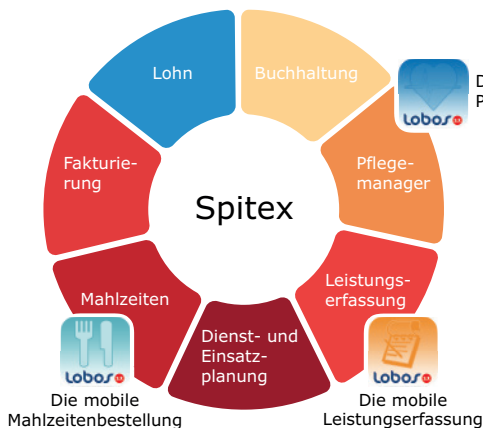 Lohn
Buchhaltung
Lobos
D
P
Fakturie-
rung
Pflege-
manager
Spitex
Mahlzeiten
Leistungs-
erfassung
Dienst- und
Einsatz-
planung
Lobos
Lobos
Die mobile
Mahlzeitenbestellung
Die mobile
Leistungserfassung